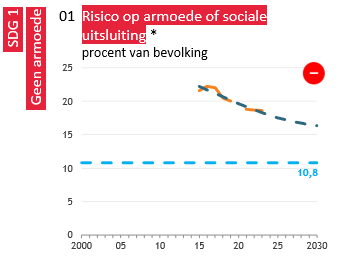 SDG 1
Geen armoede
01 Risico op armoede of sociale
uitsluiting *
procent van bevolking
25
20
15
10
5
0
10,8
2000 05 10 15 20 25 2030